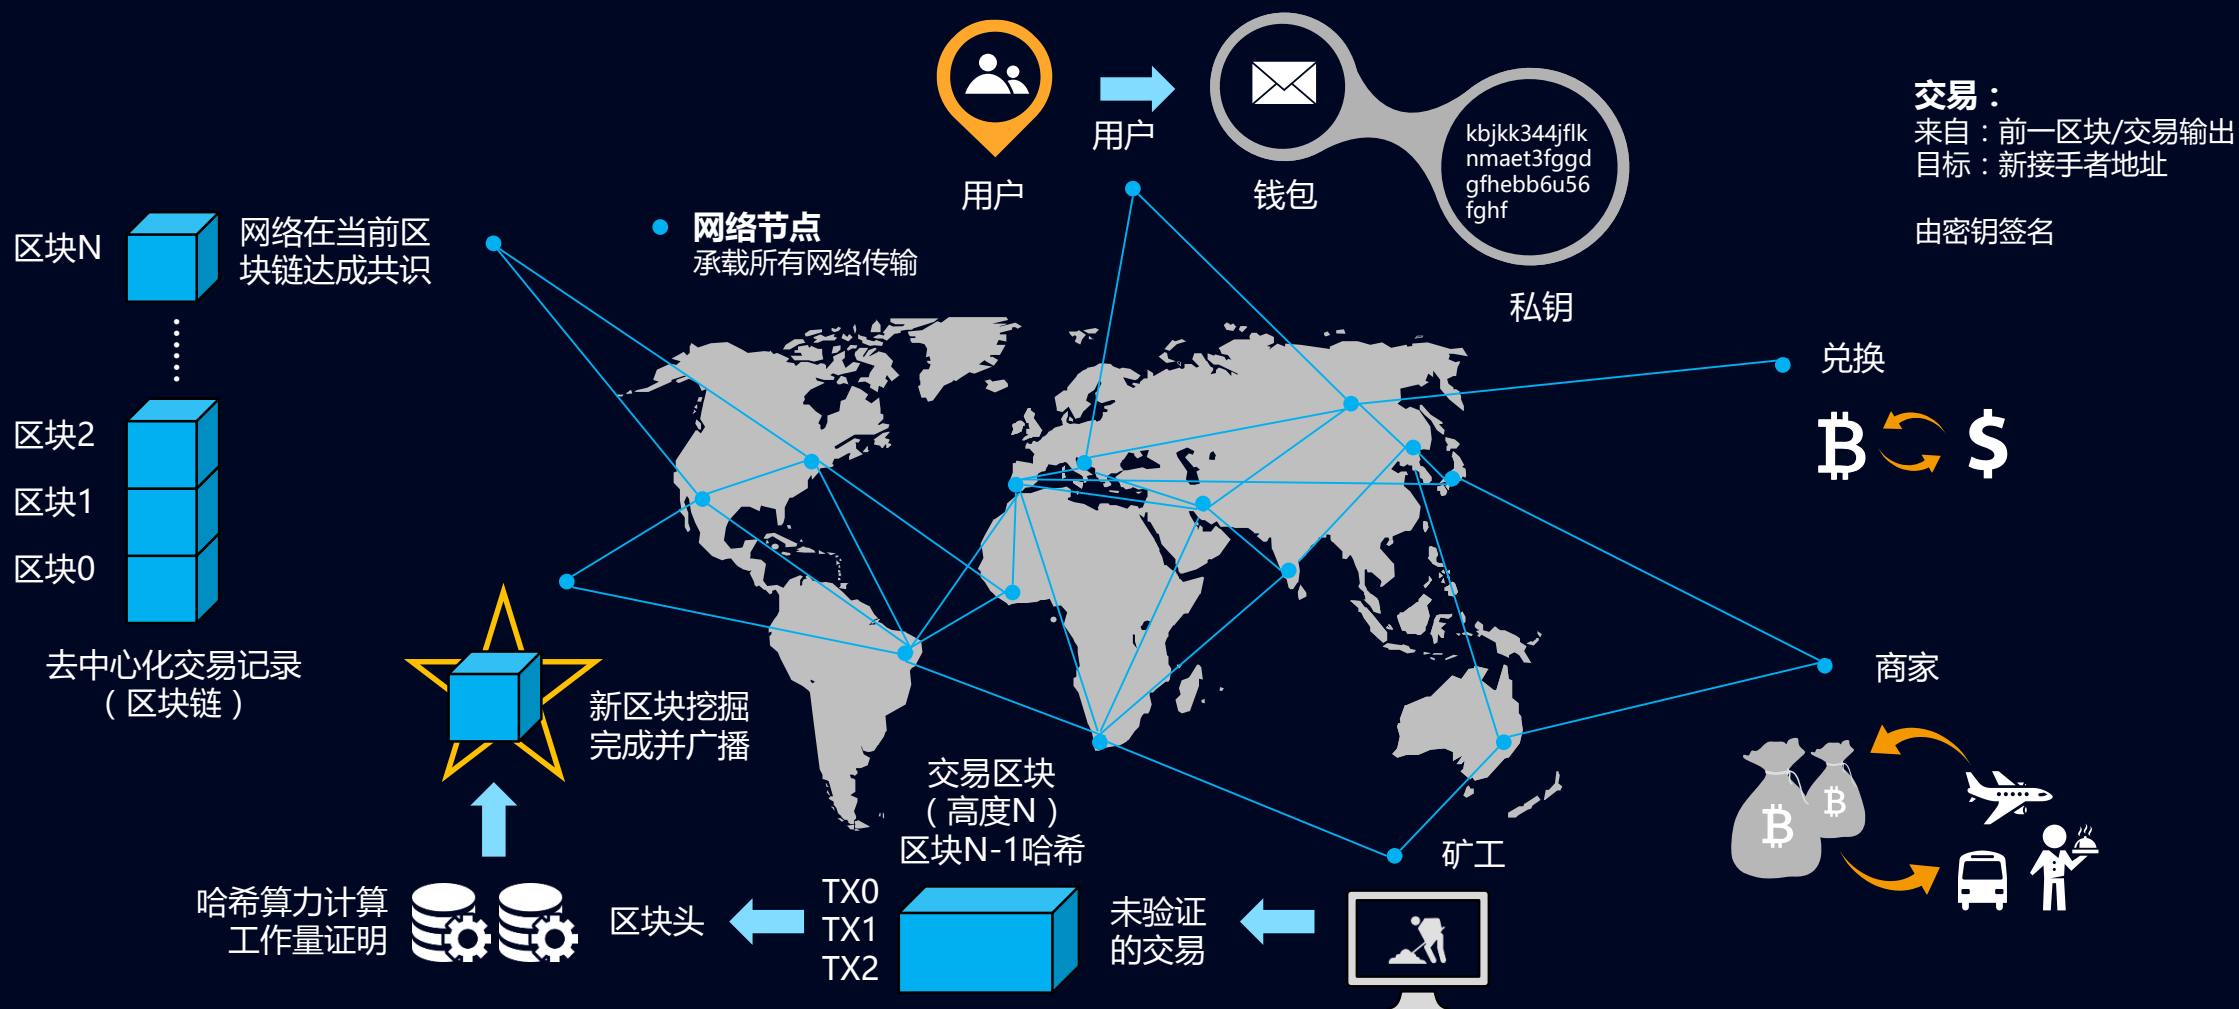 用户
用户
钱包
kbjkk344jflk
nmaet3fggd
gfhebb6u56
fghf
私钥
交易：
来自：前一区块/交易输出
目标：新接手者地址
由密钥签名
区块N
网络在当前区
块链达成共识
网络节点
承载所有网络传输
兑换
区块2
区块1
区块0
去中心化交易记录
（区块链）
新区块挖掘
完成并广播
商家
交易区块
（高度N）
区块N-1哈希
矿工
哈希算力计算
工作量证明
区块头
TX0
TX1
TX2
未验证
的交易